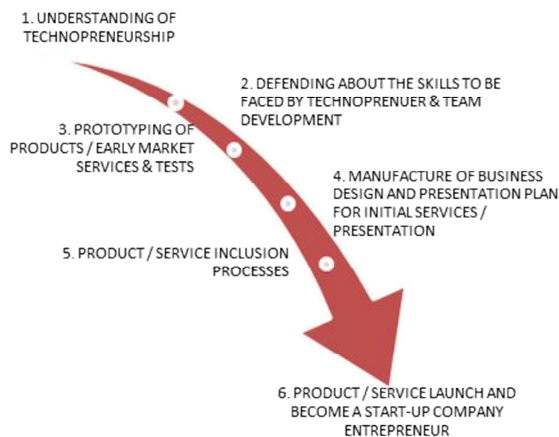 1. UNDERSTANDING OF
TECHNOPRENEURSHIP
2. DEFENDING ABOUT THE SKILLS TO BE
FACED BY TECHNOPRENUER & TEAM
DEVELOPMENT
3. PROTOTYPING OF
PRODUCTS / EARLY MARKET
SERVICES & TESTS
4. MANUFACTURE OF BUSINESS
DESIGN AND PRESENTATION PLAN
FOR INITIAL SERVICES /
PRESENTATION
5. PRODUCT / SERVICE INCLUSION
PROCESSES
6. PRODUCT / SERVICE LAUNCH AND
BECOME A START-UP COMPANY
ENTREPRENEUR